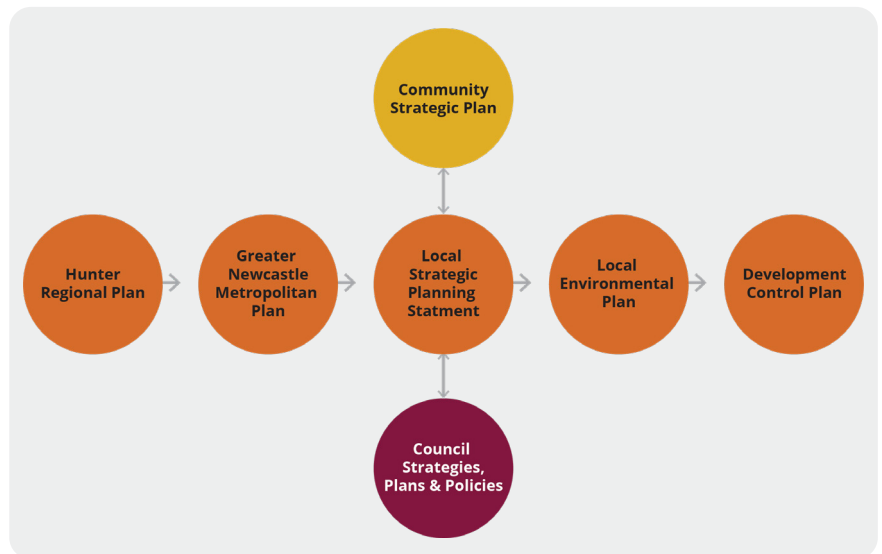 Community
Strategic Plan
Hunter
Regional Plan
Greater
Newcastle
Metropolitan
Plan
Local
Strategic
Planning
Statment
Local
Environmental
Plan
Development
Control Plan
Council
Strategies,
Plans & Policies